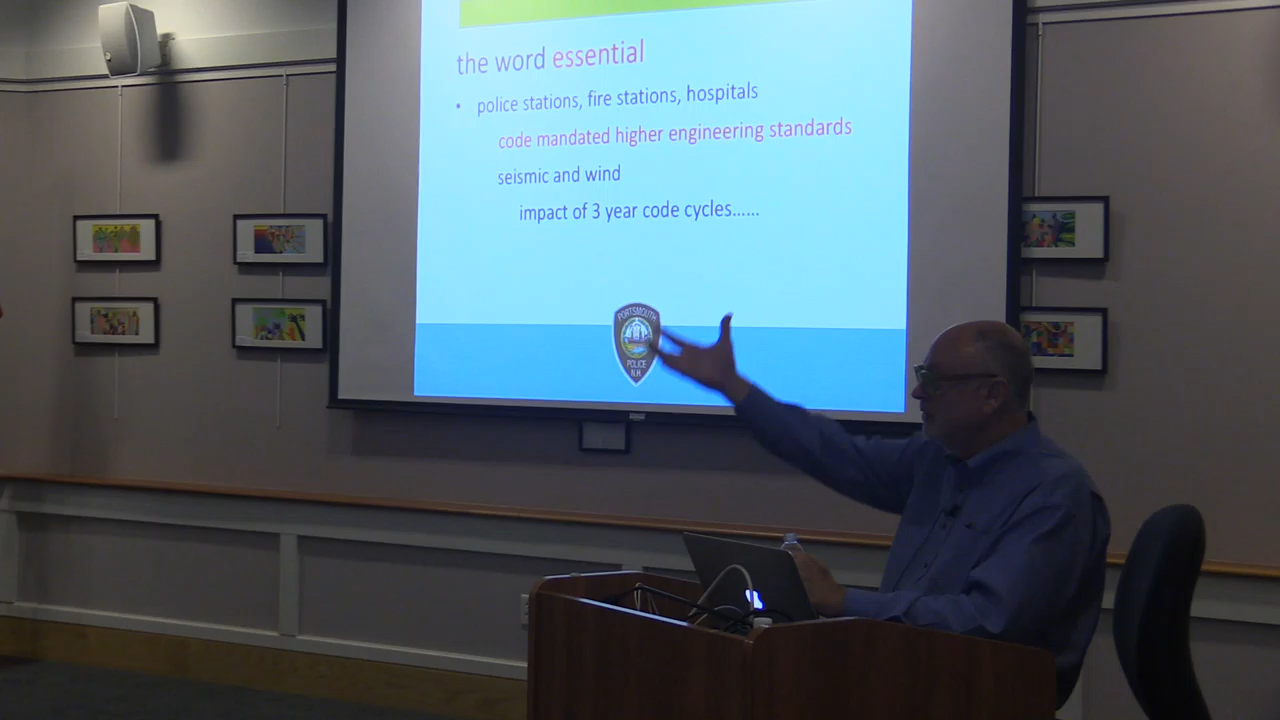 the word essential
• police stations, fire stations, hospitals
code mandated higher engineering standards
seismic and wind
impact of 3 year code cycles......
PORTSMOUTH
POLICE
N.H.